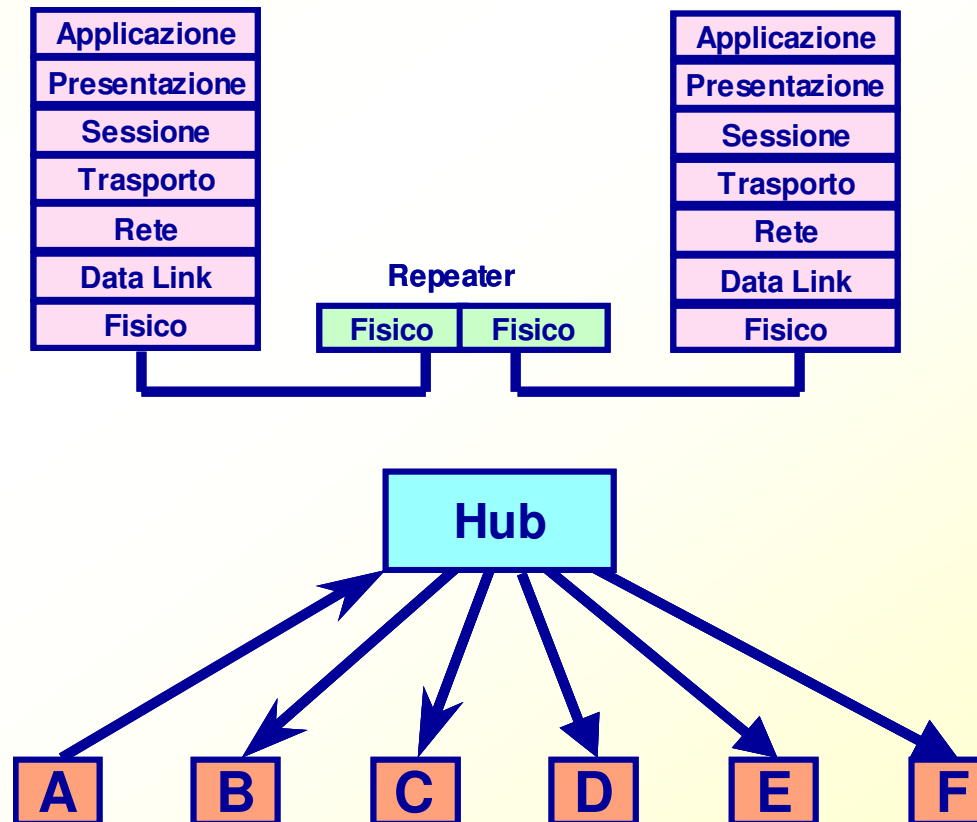 Applicazione
Presentazione
Sessione
Trasporto
Rete
Data Link
Fisico
Repeater
Fisico Fisico
Applicazione
Presentazione
Sessione
Trasporto
Rete
Data Link
Fisico
Hub
A B C D E F